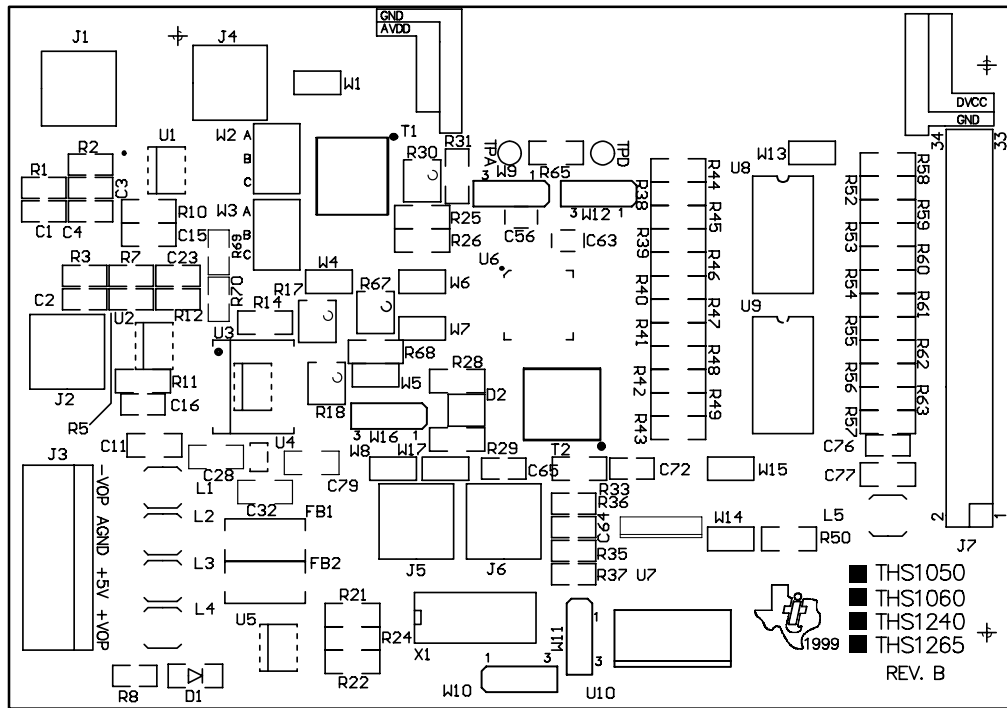 GND
AVDD
J1
J4
W1
DVCC
GND
34
33
R2
U1
W2
A
B
C
T1
R30
R31
TPA
W9
3
1
R65
TPD
W12
3
1
R44
U8
W13
R58
R1
C3
C1
C4
R10
C15
W3
A
B
C
R69
R25
R26
C56
C63
R38
R45
R52
R59
R39
R53
R3
R7
C23
R17
W4
R67
W6
U6
R46
R60
C2
U2
R12
R70
R14
R40
U9
R54
R47
R61
U3
W7
R41
R55
R68
R48
R62
J2
R11
R18
W5
R28
D2
R42
R56
R49
R63
R5
C16
W16
3
1
R43
R57
C11
U4
W8
W17
R29
T2
C76
J3
C28
C79
C65
C72
W15
C77
-VOP AGND +5V +VOP
L1
C32
FB1
R33
R36
L2
C64
W14
L5
2
1
L3
FB2
J5
J6
R35
R50
J7
R37
U7
L4
U5
R21
R24
X1
W11
1
3
1999
THS1050
THS1060
THS1240
THS1265
REV. B
R8
D1
R22
W10
1
3
U10